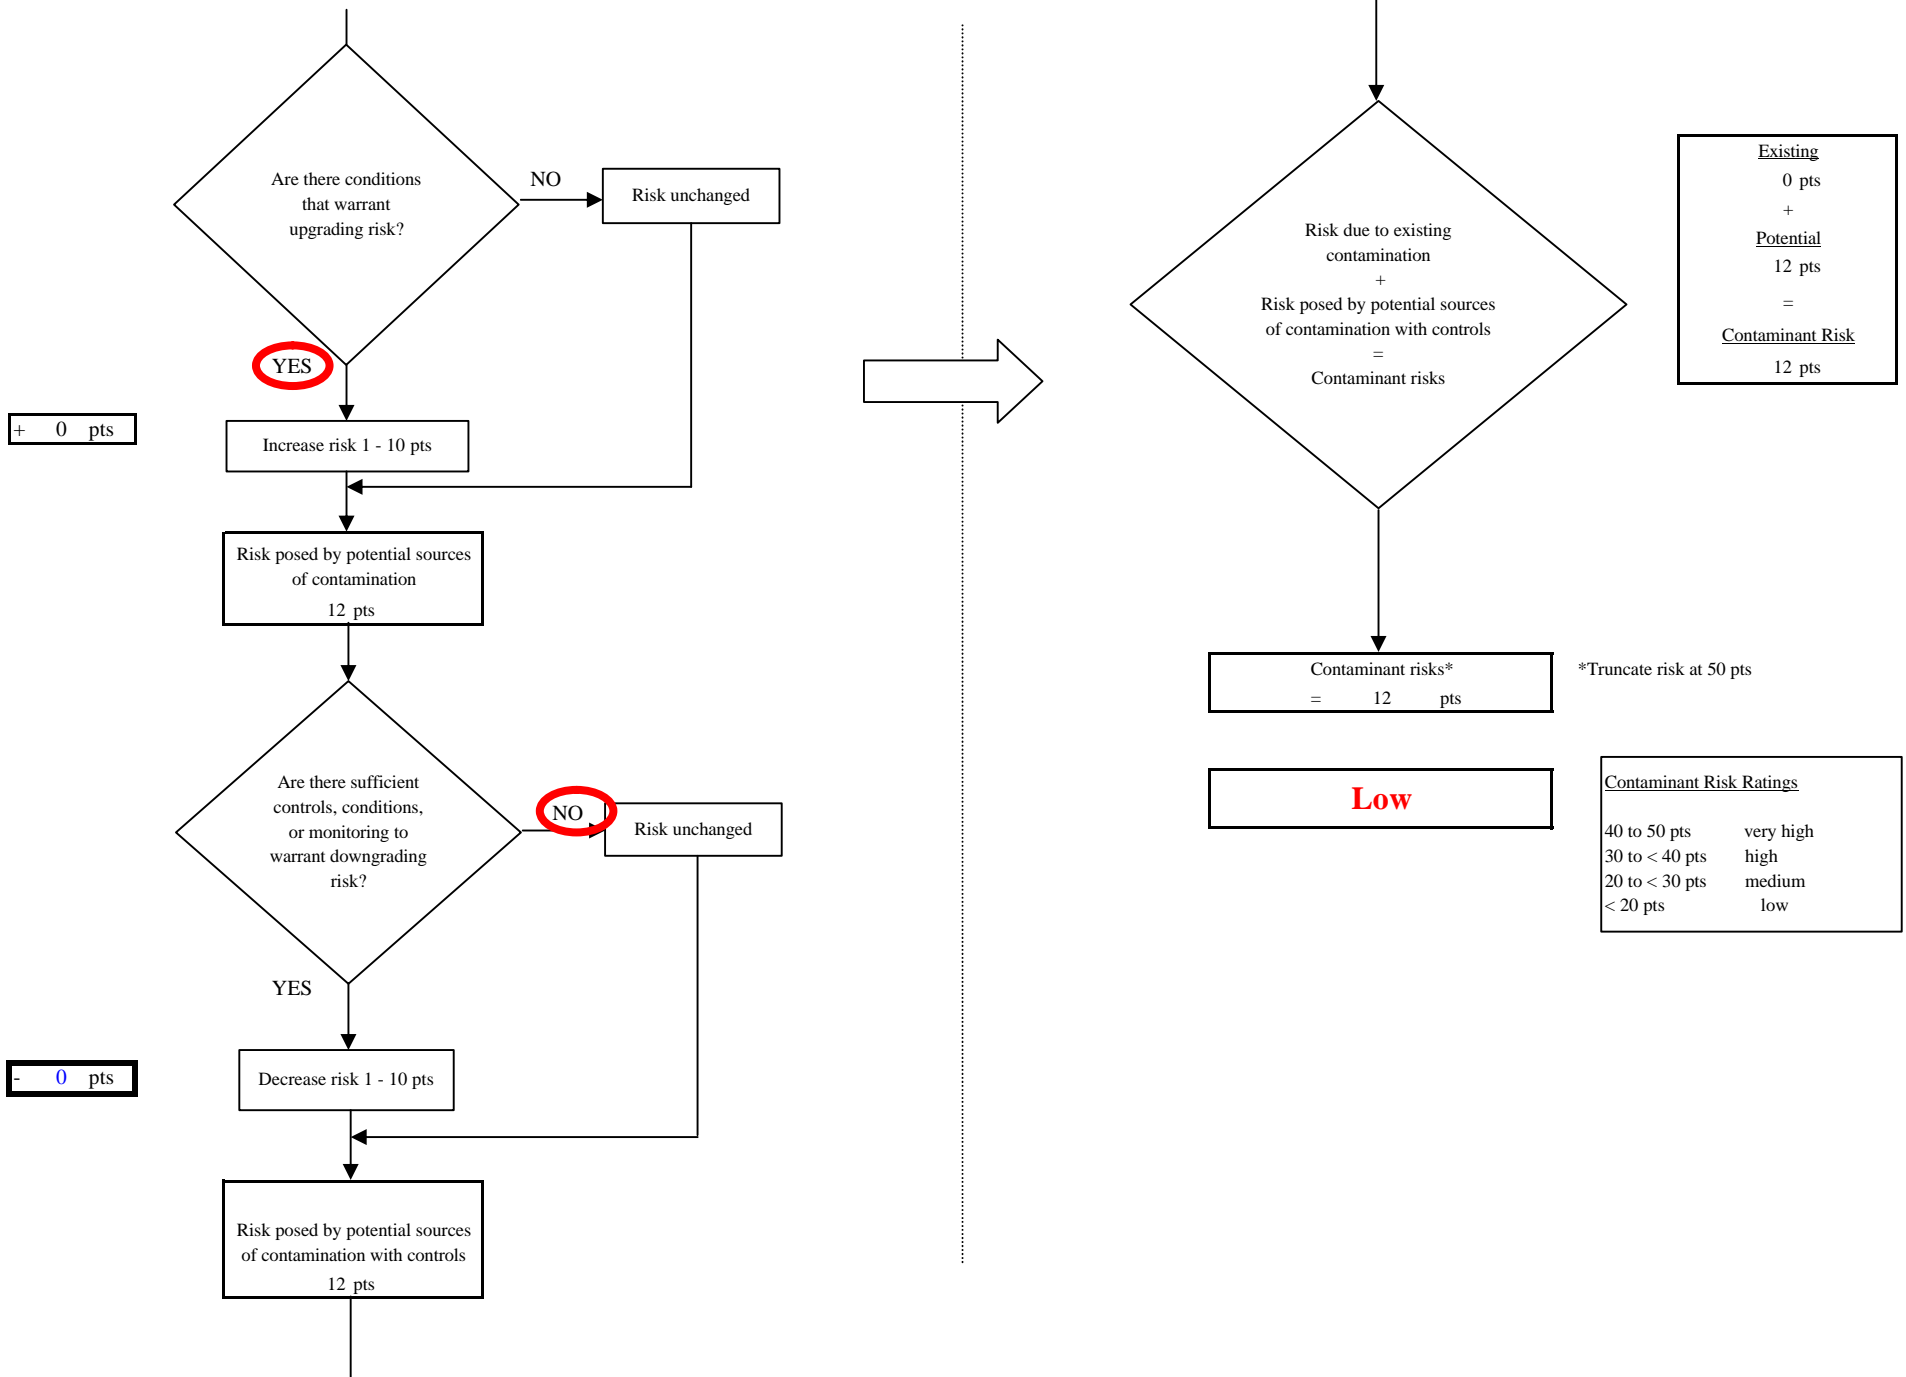 Are there conditions
that warrant
upgrading risk?
NO
Risk unchanged
YES
+ 0 pts
Increase risk 1 - 10 pts
Risk posed by potential sources
of contamination
12 pts
Are there sufficient
controls, conditions,
or monitoring to
warrant downgrading
risk?
NO
Risk unchanged
YES
- 0 pts
Decrease risk 1 - 10 pts
Risk posed by potential sources
of contamination with controls
12 pts
Risk due to existing
contamination
+
Risk posed by potential sources
of contamination with controls
=
Contaminant risks
Existing
0 pts
+
Potential
12 pts
=
Contaminant Risk
12 pts
Contaminant risks*
= 12 pts
*Truncate risk at 50 pts
Low
Contaminant Risk Ratings
40 to 50 pts very high
30 to < 40 pts high
20 to < 30 pts medium
< 20 pts low